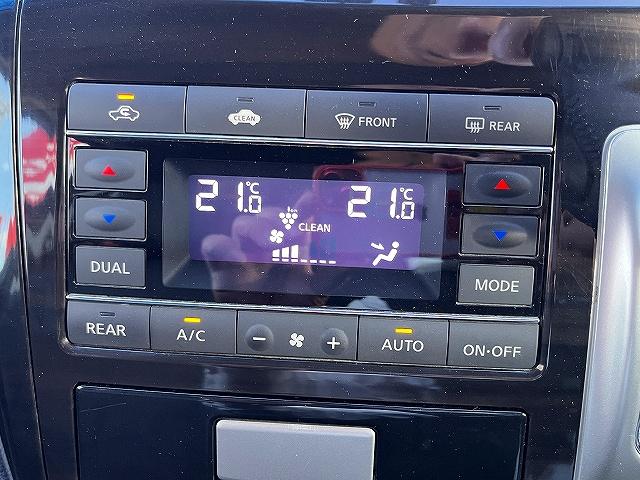 CLEAN
FRONT
REAR
21.0°C 21.0°C
CLEAN
DUAL
MODE
REAR
A/C
− +
AUTO
ON·OFF